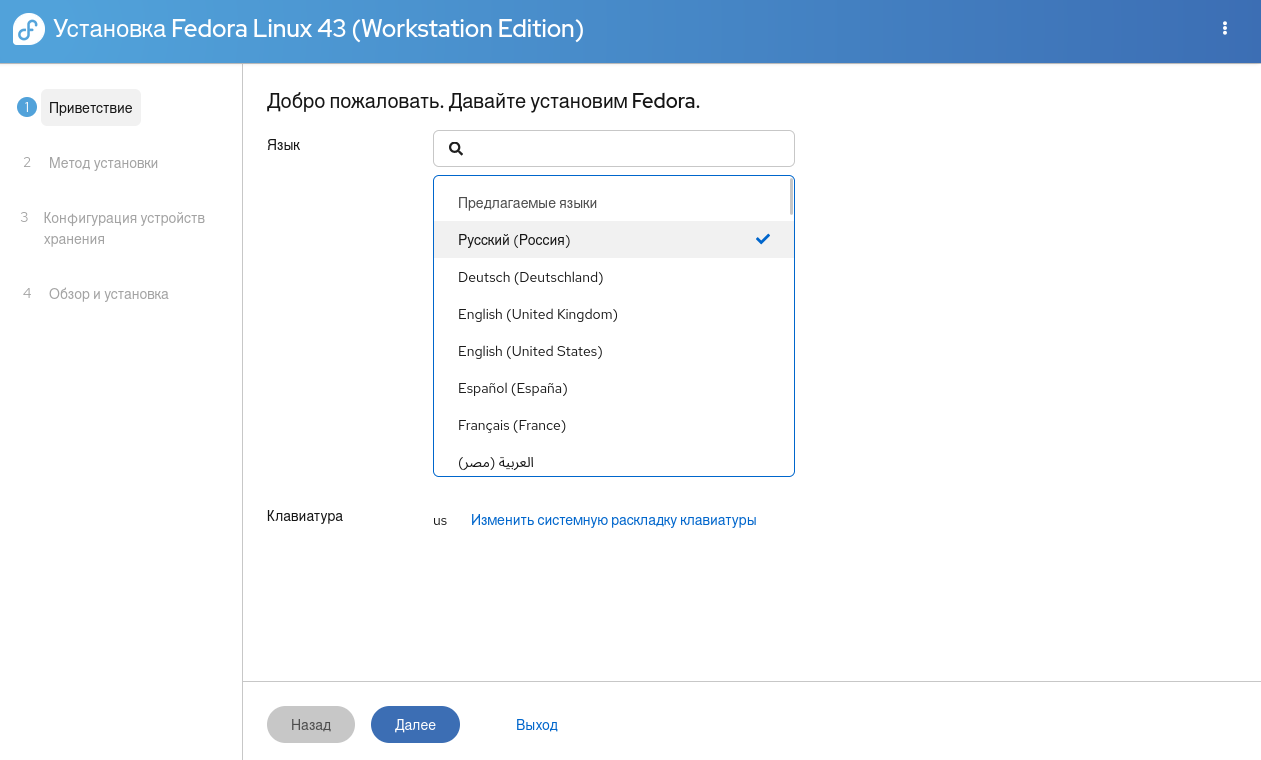 Установка Fedora Linux 43 (Workstation Edition)
1 Приветствие
2 Метод установки
3 Конфигурация устройств
хранения
4 Обзор и установка
Добро пожаловать. Давайте установим Fedora.
Язык
Предлагаемые языки
Русский (Россия)
Deutsch (Deutschland)
English (United Kingdom)
English (United States)
Español (España)
Français (France)
العربية (مصر)
Клавиатура
us Изменить системную раскладку клавиатуры
Назад Далее Выход